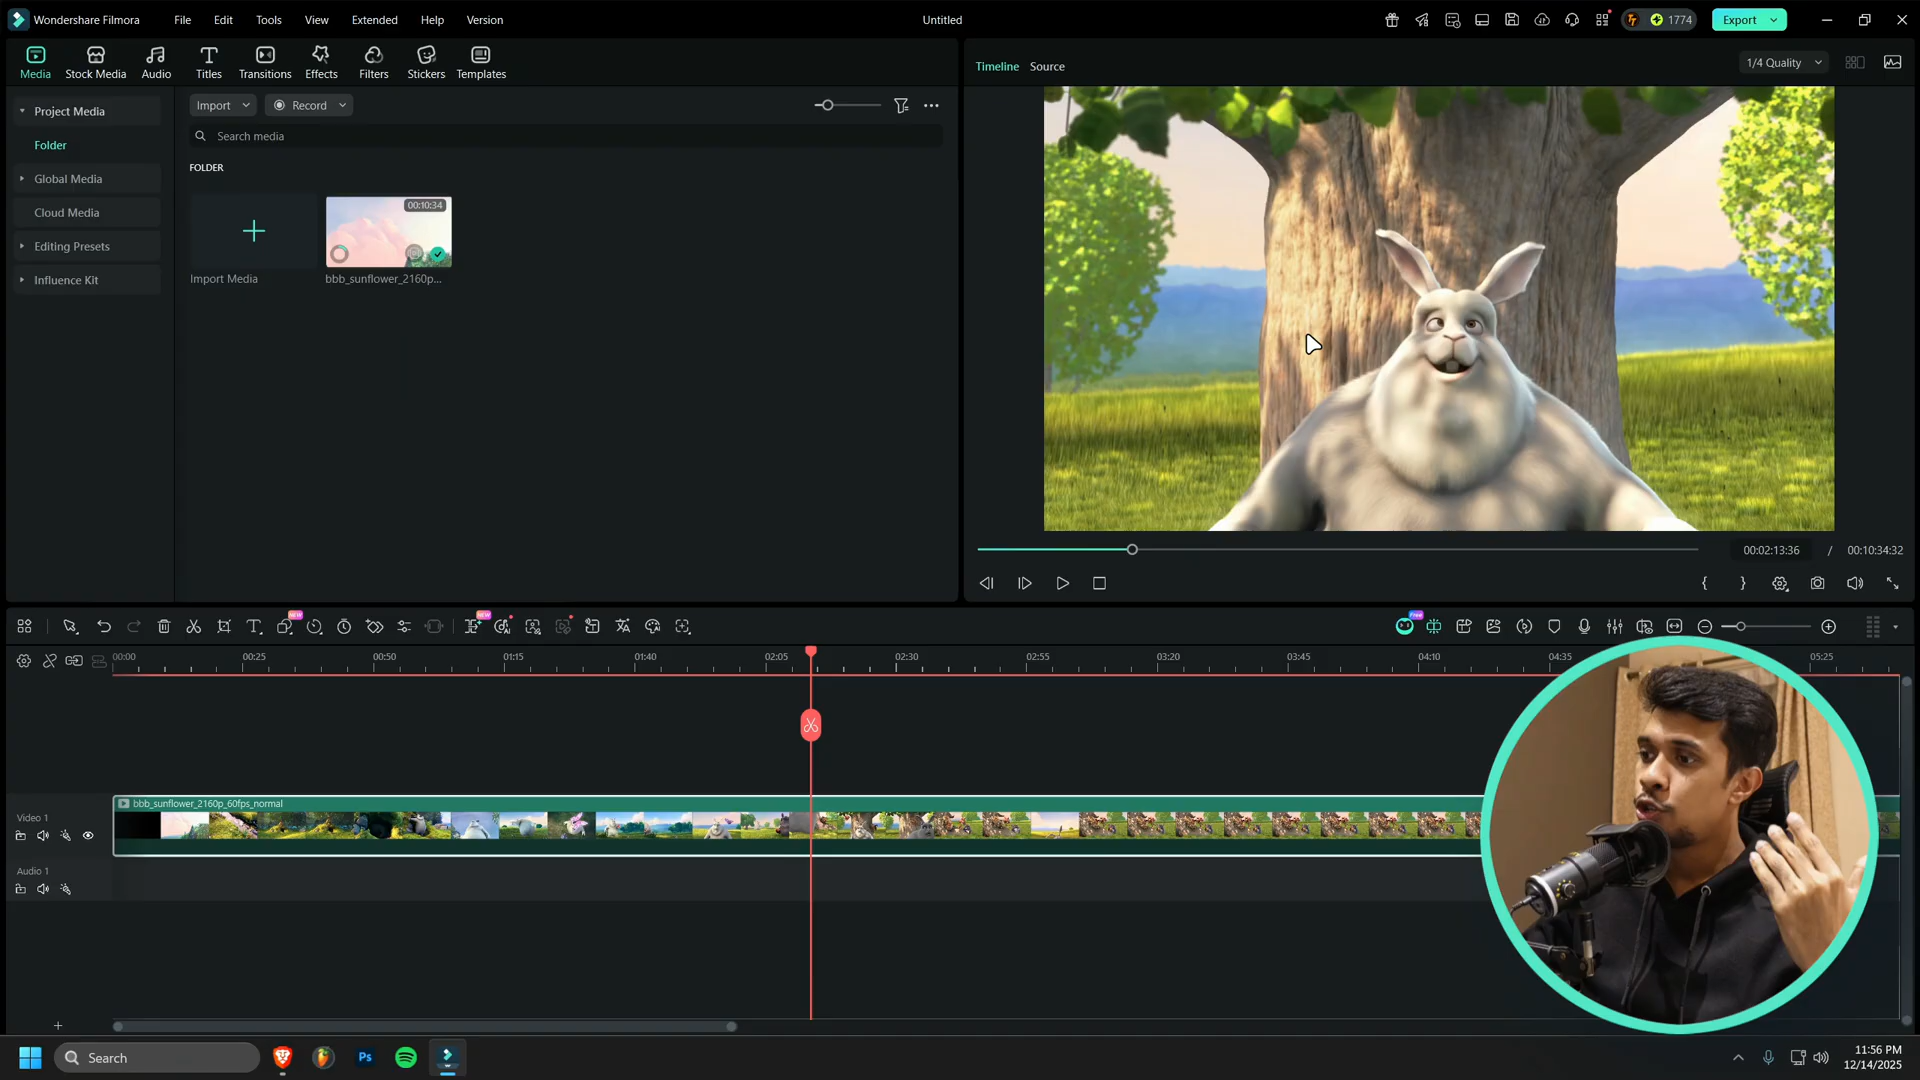 Wondershare Filmora File Edit Tools View Extended Help Version Untitled 1774 Export
Media Stock Media Audio Titles Transitions Effects Filters Stickers Templates
Timeline Source 1/4 Quality
Project Media
Folder
Global Media
Cloud Media
Editing Presets
Influence Kit
Import Record
Search media
FOLDER
00:10:34
Import Media bbb_sunflower_2160p...
00:02:13:36 / 00:10:34:32
{ }
NEW NEW Free
00:00 00:25 00:50 01:15 01:40 02:05 02:30 02:55 03:20 03:45 04:10 04:35 05:25
bbb_sunflower_2160p_60fps_normal
Video 1
Audio 1
Search Ps
11:56 PM
12/14/2025